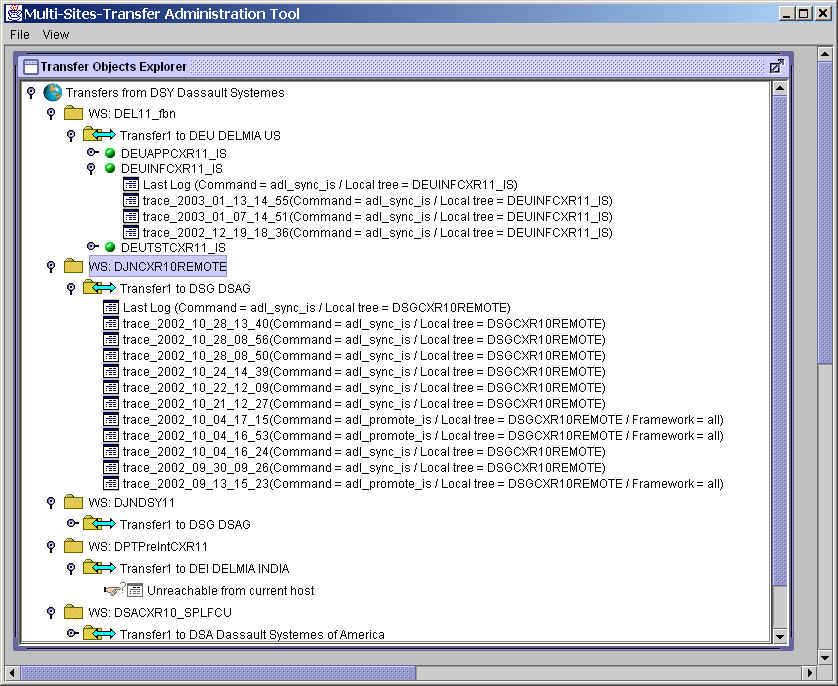 Multi-Sites-Transfer Administration Tool
File View
Transfer Objects Explorer
Transfers from DSY Dassault Systemes
WS: DEL11_fbn
Transfer1 to DEU DELMIA US
DEUAPPCXR11_IS
DEUINFCXR11_IS
Last Log (Command = adl_sync_is / Local tree = DEUINFCXR11_IS)
trace_2003_01_13_14_55(Command = adl_sync_is / Local tree = DEUINFCXR11_IS)
trace_2003_01_07_14_51(Command = adl_sync_is / Local tree = DEUINFCXR11_IS)
trace_2002_12_19_18_36(Command = adl_sync_is / Local tree = DEUINFCXR11_IS)
DEUTSTCXR11_IS
WS: DJNCXR10REMOTE
Transfer1 to DSG DSAG
Last Log (Command = adl_sync_is / Local tree = DSGCXR10REMOTE)
trace_2002_10_28_13_40(Command = adl_sync_is / Local tree = DSGCXR10REMOTE)
trace_2002_10_28_08_56(Command = adl_sync_is / Local tree = DSGCXR10REMOTE)
trace_2002_10_28_08_50(Command = adl_sync_is / Local tree = DSGCXR10REMOTE)
trace_2002_10_24_14_39(Command = adl_sync_is / Local tree = DSGCXR10REMOTE)
trace_2002_10_22_12_09(Command = adl_sync_is / Local tree = DSGCXR10REMOTE)
trace_2002_10_21_12_27(Command = adl_sync_is / Local tree = DSGCXR10REMOTE)
trace_2002_10_04_17_15(Command = adl_promote_is / Local tree = DSGCXR10REMOTE / Framework = all)
trace_2002_10_04_16_53(Command = adl_promote_is / Local tree = DSGCXR10REMOTE / Framework = all)
trace_2002_10_04_16_24(Command = adl_sync_is / Local tree = DSGCXR10REMOTE)
trace_2002_09_30_09_26(Command = adl_sync_is / Local tree = DSGCXR10REMOTE)
trace_2002_09_13_15_23(Command = adl_promote_is / Local tree = DSGCXR10REMOTE / Framework = all)
WS: DJNDSY11
Transfer1 to DSG DSAG
WS: DPTPreIntCXR11
Transfer1 to DEI DELMIA INDIA
Unreachable from current host
WS: DSACXR10_SPLFCU
Transfer1 to DSA Dassault Systemes of America